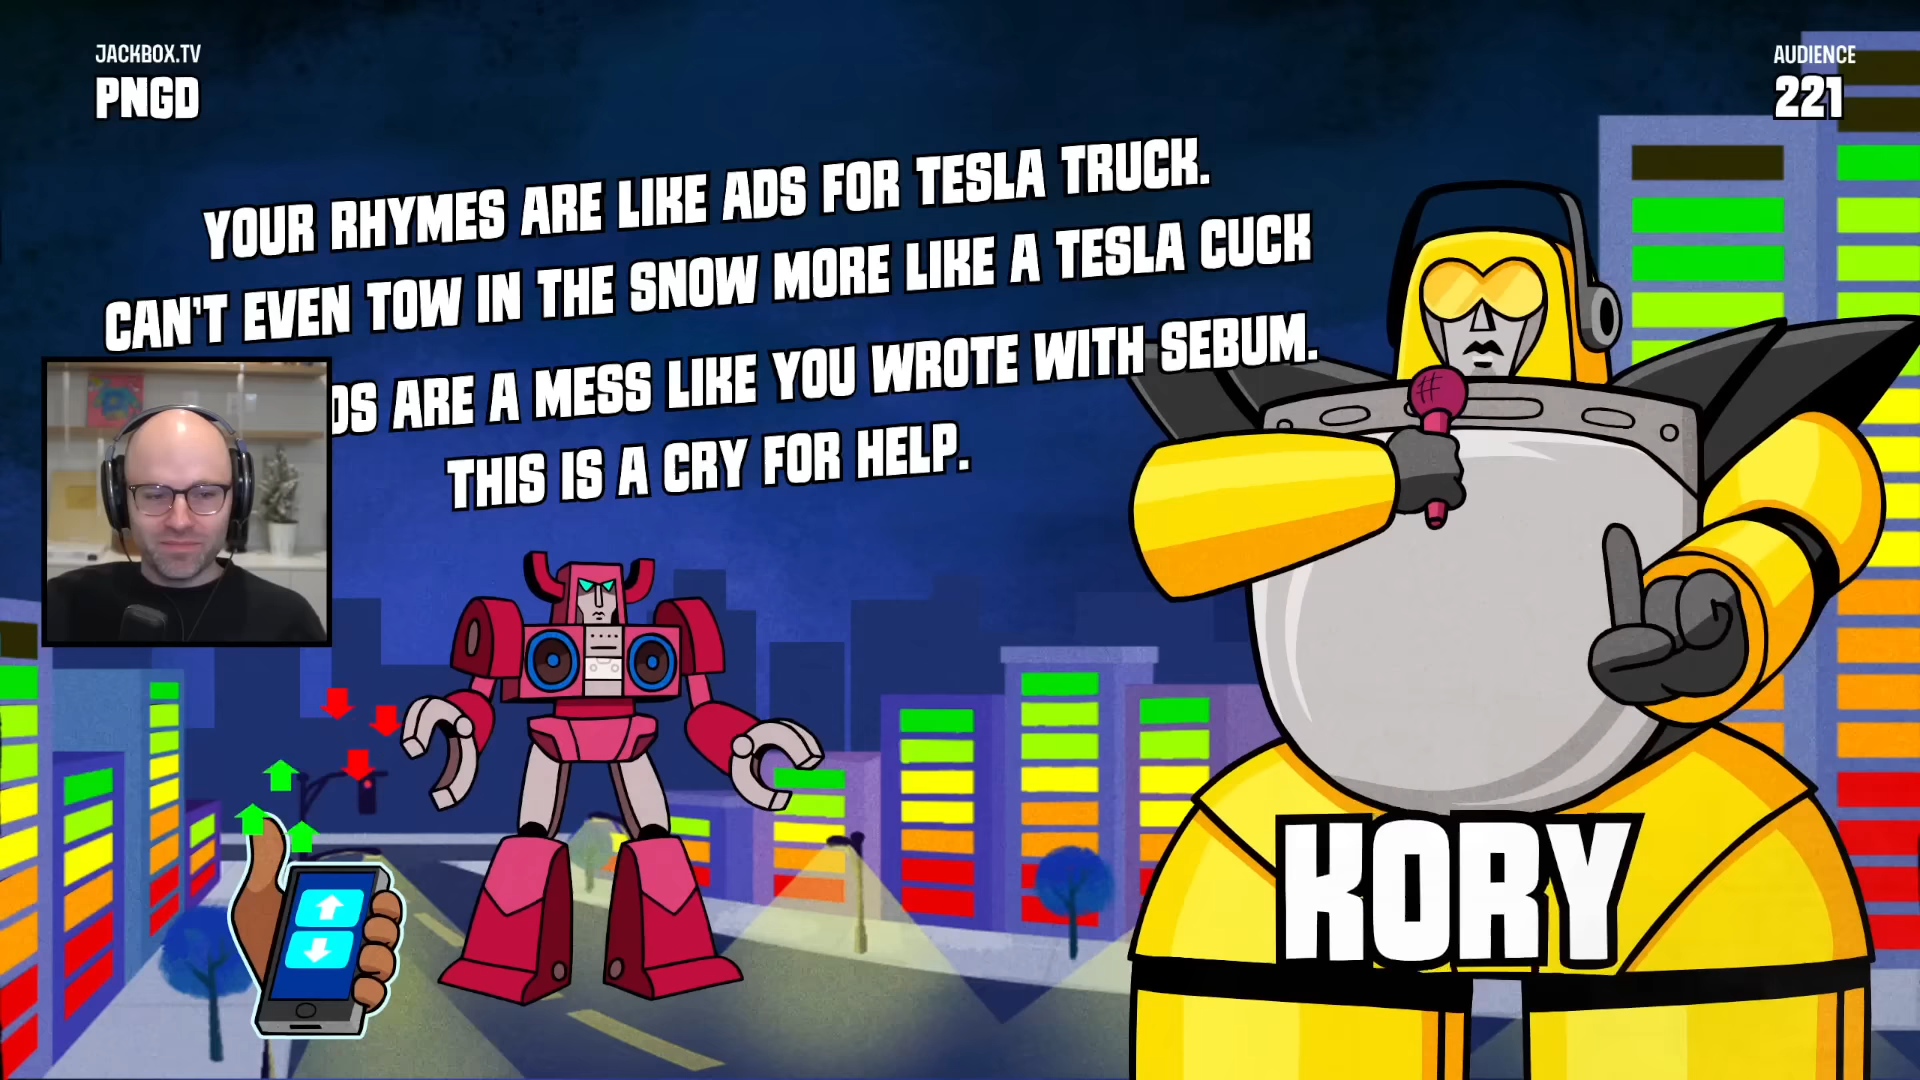 JACKBOX.TV
PNGD
AUDIENCE
221
YOUR RHYMES ARE LIKE ADS FOR TESLA TRUCK.
CAN'T EVEN TOW IN THE SNOW MORE LIKE A TESLA CUCK
ARE A MESS LIKE YOU WROTE WITH SEBUM.
THIS IS A CRY FOR HELP.
KORY